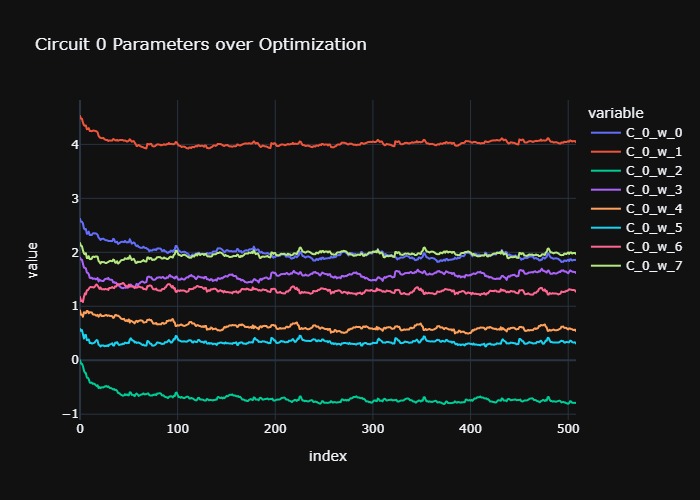 Circuit 0 Parameters over Optimization
variable
C_0_w_0
C_0_w_1
C_0_w_2
C_0_w_3
C_0_w_4
C_0_w_5
C_0_w_6
C_0_w_7
value
4
3
2
1
0
−1
0
100
200
300
400
500
index